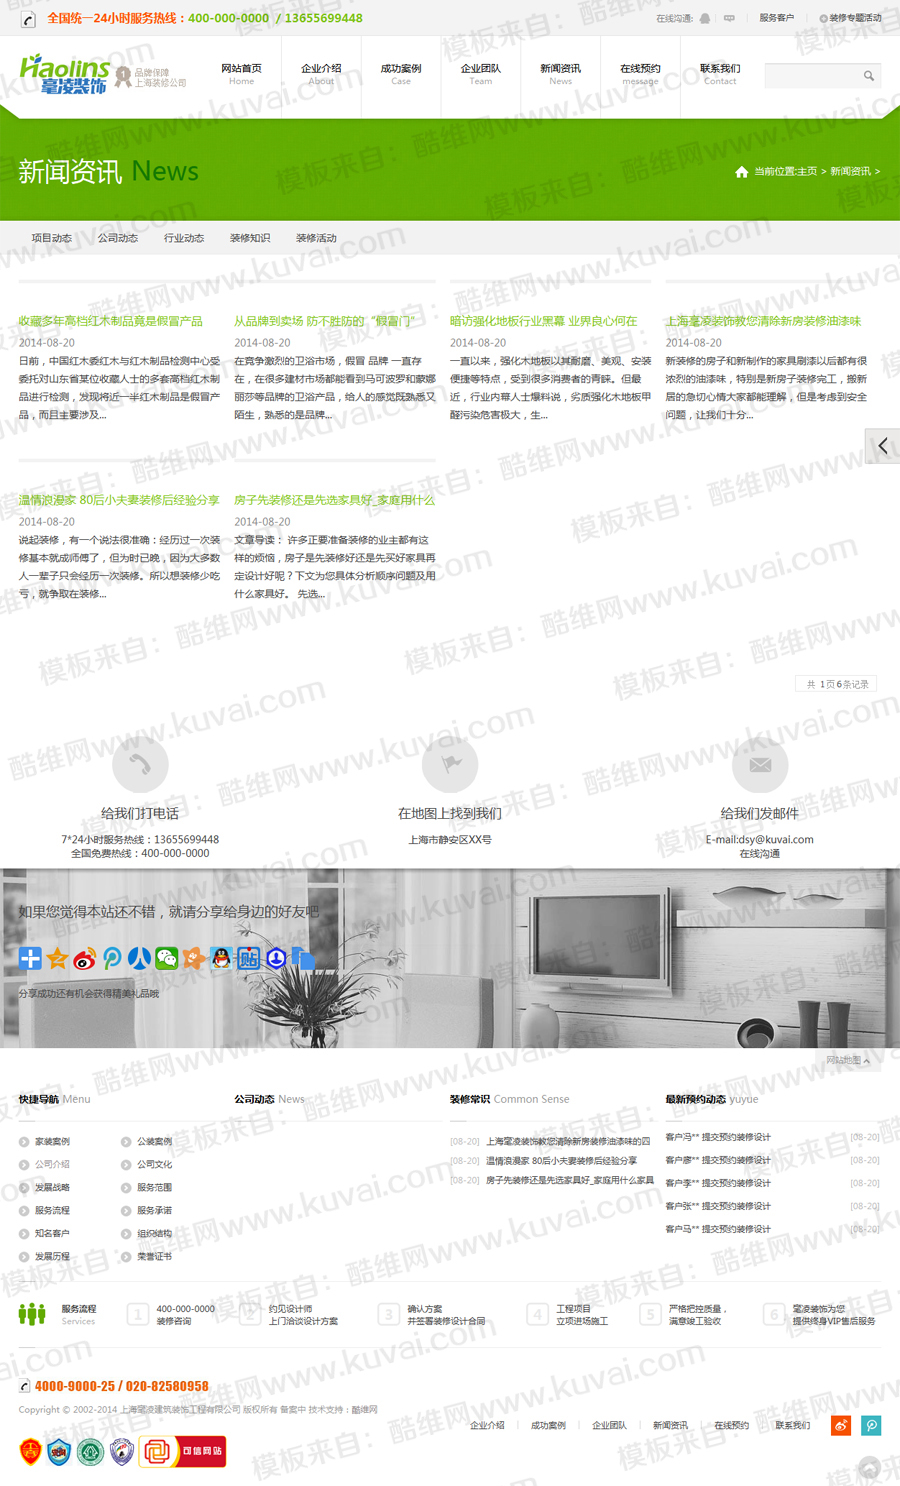 全国统一24小时服务热线：400-000-0000 / 13655699448
在线沟通:
服务客户
装修专题活动
Haolins
毫凌装饰
品牌保障
上海装修公司
网站首页
Home
企业介绍
About
成功案例
Case
企业团队
Team
新闻资讯
News
在线预约
message
联系我们
Contact
新闻资讯 News
当前位置:主页 > 新闻资讯 >
项目动态 公司动态 行业动态 装修知识 装修活动
收藏多年高档红木制品竟是假冒产品
2014-08-20
日前，中国红木委红木与红木制品检测中心受
委托对山东省某位收藏人士的多套高档红木制
品进行检测，发现将近一半红木制品是假冒产
品，而且主要涉及...
从品牌到卖场 防不胜防的“假冒门”
2014-08-20
在竞争激烈的卫浴市场，假冒 品牌 一直存
在，在很多建材市场都能看到马可波罗和蒙娜
丽莎等品牌的卫浴产品，给人的感觉既熟悉又
陌生，熟悉的是品牌...
暗访强化地板行业黑幕 业界良心何在
2014-08-20
一直以来，强化木地板以其耐磨、美观、安装
便捷等特点，受到很多消费者的青睐。但最
近，行业内幕人士爆料说，劣质强化木地板甲
醛污染危害极大，生...
上海毫凌装饰教您清除新房装修油漆味
2014-08-20
新装修的房子和新制作的家具刷漆以后都有很
浓烈的油漆味，特别是新房子装修完工，搬新
居的急切心情大家都能理解，但是考虑到安全
问题，让我们十分...
温情浪漫家 80后小夫妻装修后经验分享
2014-08-20
说起装修，有一个说法很准确：经历过一次装
修基本就成师傅了，但为时已晚，因为大多数
人一辈子只会经历一次装修。所以想装修少吃
亏，就争取在装修...
房子先装修还是先选家具好_家庭用什么
2014-08-20
文章导读： 许多正要准备装修的业主都有这
样的烦恼，房子是先装修好还是先买好家具再
定设计好呢？下文为您具体分析顺序问题及用
什么家具好。 先选...
共 1页6条记录
给我们打电话
7*24小时服务热线：13655699448
全国免费热线：400-000-0000
在地图上找到我们
上海市静安区XX号
给我们发邮件
E-mail:dsy@kuvai.com
在线沟通
如果您觉得本站还不错，就请分享给身边的好友吧
贴
分享成功还有机会获得精美礼品哦
网站地图
快捷导航 Menu
家装案例 公装案例
公司介绍 公司文化
发展战略 服务范围
服务流程 服务承诺
知名客户 组织结构
发展历程 荣誉证书
公司动态 News
装修常识 Common Sense
[08-20] 上海毫凌装饰教您清除新房装修油漆味的四
[08-20] 温情浪漫家 80后小夫妻装修后经验分享
[08-20] 房子先装修还是先选家具好_家庭用什么家具
最新预约动态 yuyue
客户冯** 提交预约装修设计 [08-20]
客户廖** 提交预约装修设计 [08-20]
客户李** 提交预约装修设计 [08-20]
客户张** 提交预约装修设计 [08-20]
客户马** 提交预约装修设计 [08-20]
服务流程
Services
1 400-000-0000
装修咨询
2 约见设计师
上门洽谈设计方案
3 确认方案
并签署装修设计合同
4 工程项目
立项进场施工
5 严格把控质量，
满意竣工验收
6 毫凌装饰为您
提供终身VIP售后服务
4000-9000-25 / 020-82580958
Copyright © 2002-2014 上海毫凌建筑装饰工程有限公司 版权所有 备案中 技术支持：酷维网
企业介绍 成功案例 企业团队 新闻资讯 在线预约 联系我们
可信网站
模板来自：酷维网www.kuvai.com